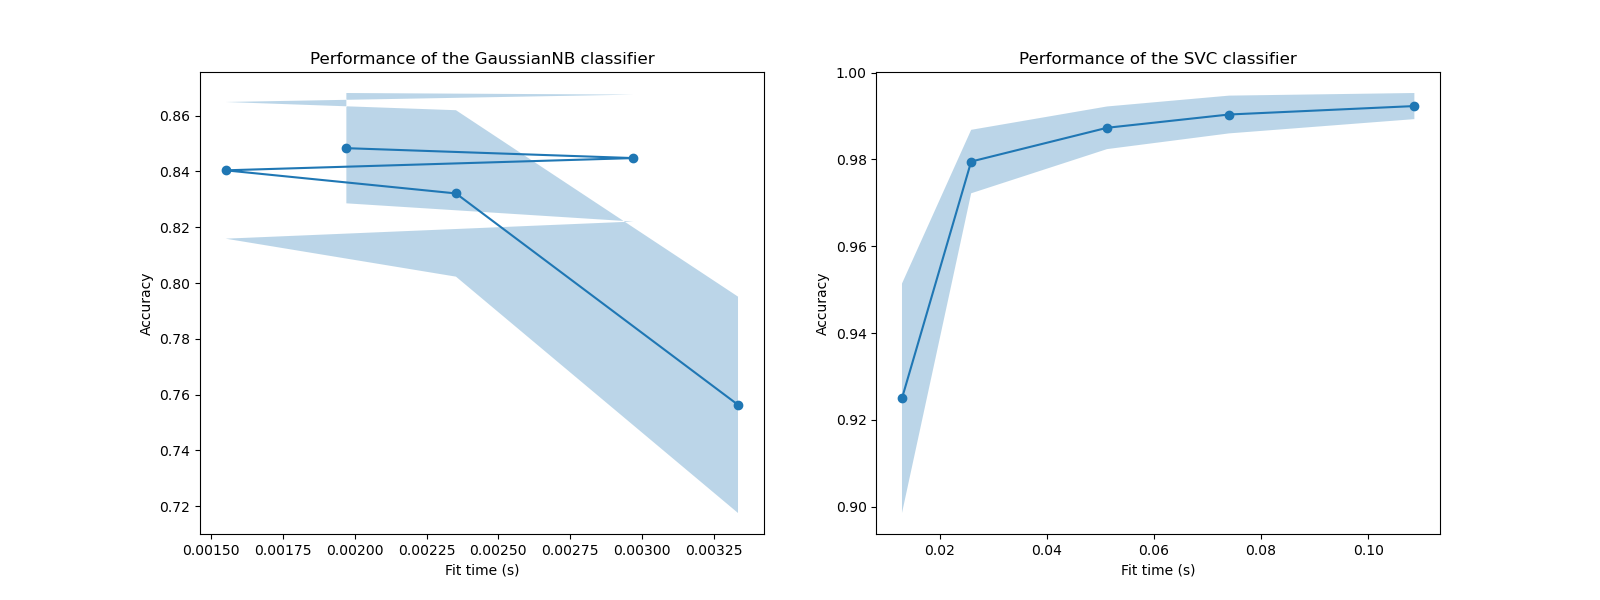 Performance of the GaussianNB classifier
Accuracy
0.86
0.84
0.82
0.80
0.78
0.76
0.74
0.72
0.00150 0.00175 0.00200 0.00225 0.00250 0.00275 0.00300 0.00325
Fit time (s)
Performance of the SVC classifier
Accuracy
1.00
0.98
0.96
0.94
0.92
0.90
0.02 0.04 0.06 0.08 0.10
Fit time (s)